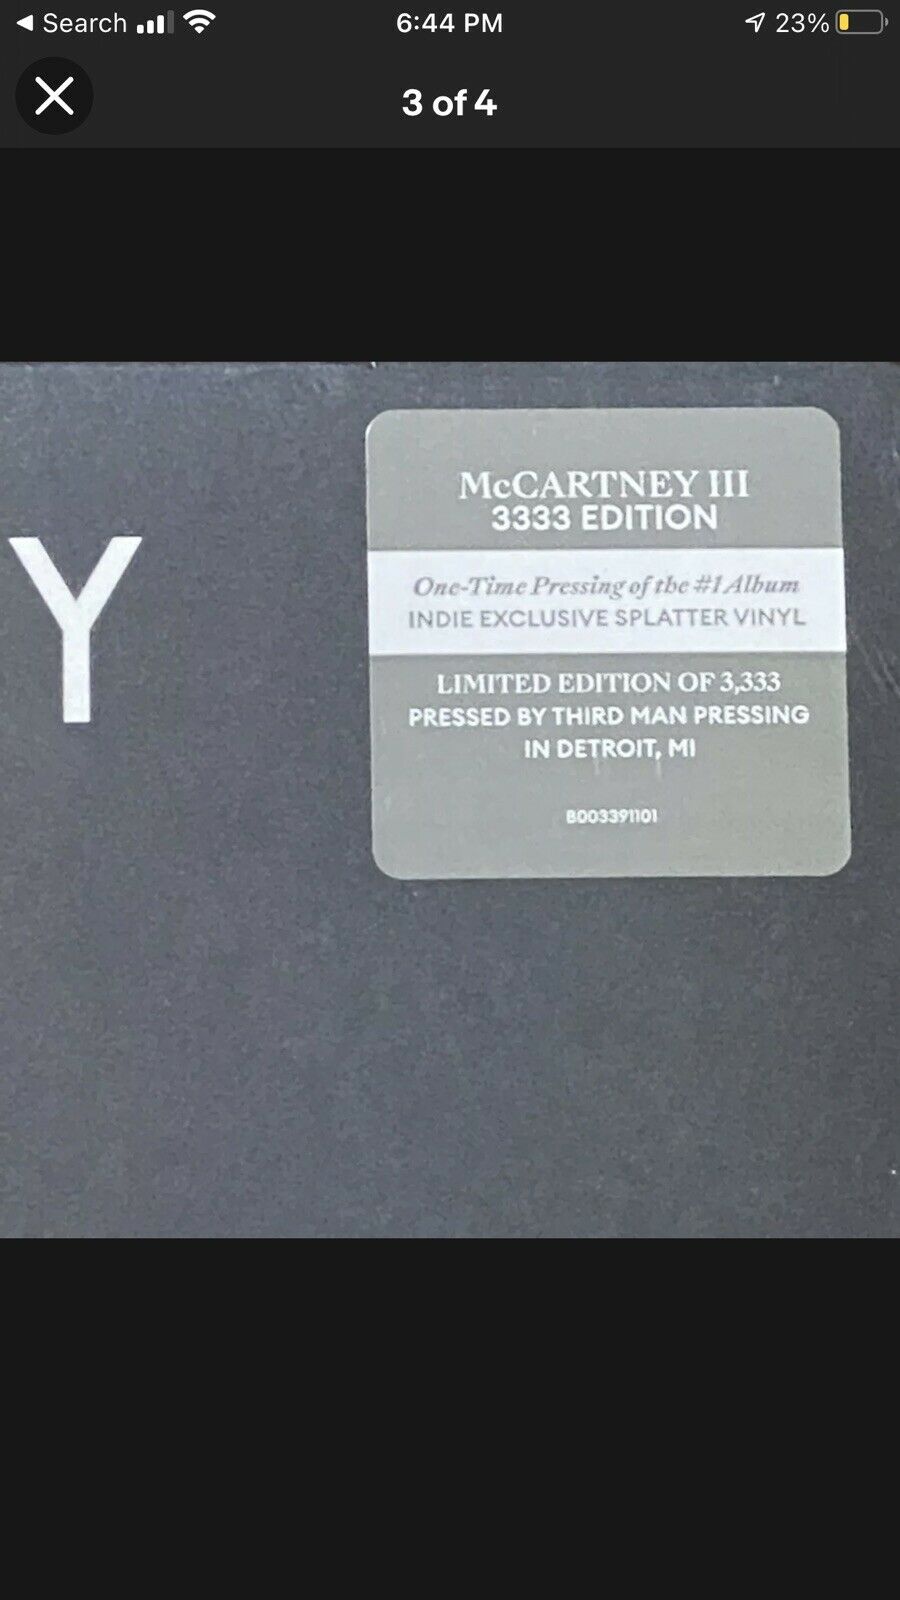 Search
6:44 PM
23%
3 of 4
Y
McCARTNEY III
3333 EDITION
One-Time Pressing of the #1 Album
INDIE EXCLUSIVE SPLATTER VINYL
LIMITED EDITION OF 3,333
PRESSED BY THIRD MAN PRESSING
IN DETROIT, MI
B003391101